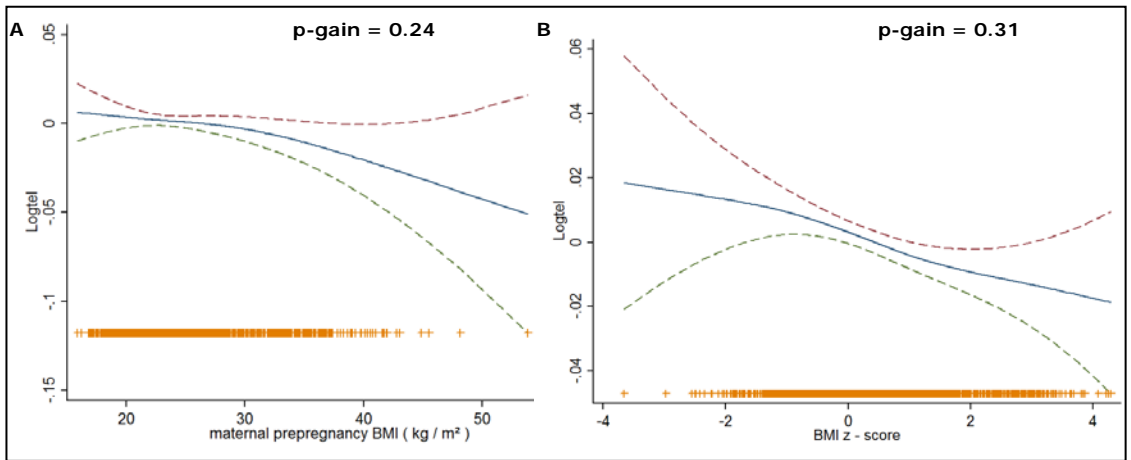 A
p-gain = 0.24
.05
0
-.05
-.1
-.15
Logtel
20
30
40
50
maternal prepregnancy BMI ( kg / m² )
B
p-gain = 0.31
.06
.04
.02
0
-.02
-.04
Logtel
-4
-2
0
2
4
BMI z - score